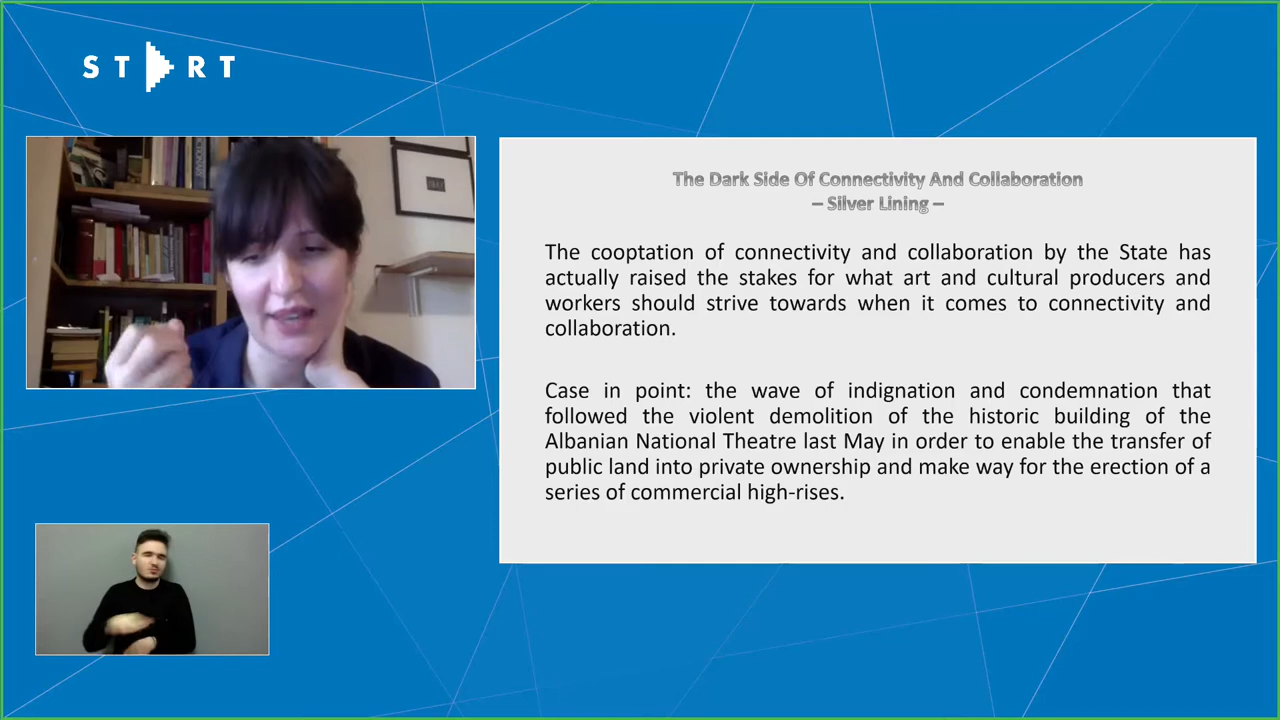 START
The Dark Side Of Connectivity And Collaboration
– Silver Lining –
The cooptation of connectivity and collaboration by the State has
actually raised the stakes for what art and cultural producers and
workers should strive towards when it comes to connectivity and
collaboration.
Case in point: the wave of indignation and condemnation that
followed the violent demolition of the historic building of the
Albanian National Theatre last May in order to enable the transfer of
public land into private ownership and make way for the erection of a
series of commercial high-rises.